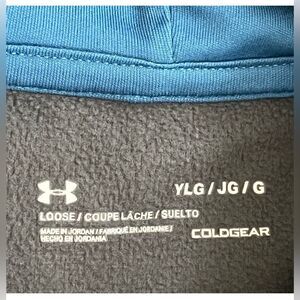 YLG / JG / G
LOOSE / COUPE LÂCHE / SUELTO
MADE IN JORDAN / FABRIQUÉ EN JORDANIE /
HECHO EN JORDANIA
COLDGEAR